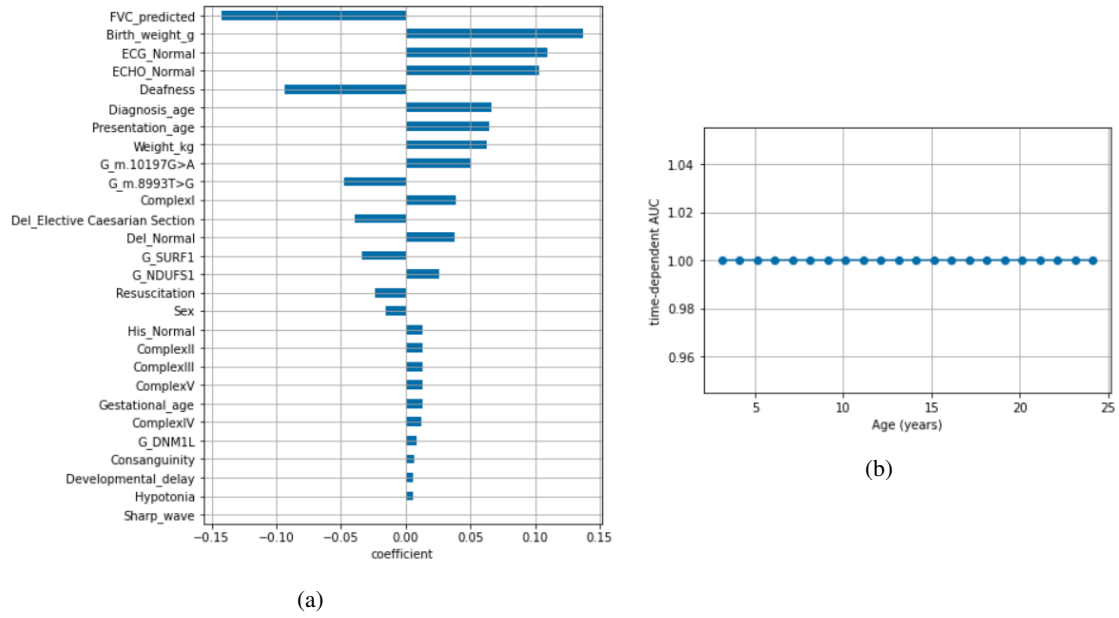 FVC_predicted
Birth_weight_g
ECG_Normal
ECHO_Normal
Deafness
Diagnosis_age
Presentation_age
Weight_kg
G_m.10197G>A
G_m.8993T>G
ComplexI
Del_Elective Caesarian Section
Del_Normal
G_SURF1
G_NDUFS1
Resuscitation
Sex
His_Normal
ComplexII
ComplexIII
ComplexV
Gestational_age
ComplexIV
G_DNM1L
Consanguinity
Developmental_delay
Hypotonia
Sharp_wave
−0.15 −0.10 −0.05 0.00 0.05 0.10 0.15
coefficient
(a)
time-dependent AUC
1.04
1.02
1.00
0.98
0.96
5 10 15 20 25
Age (years)
(b)